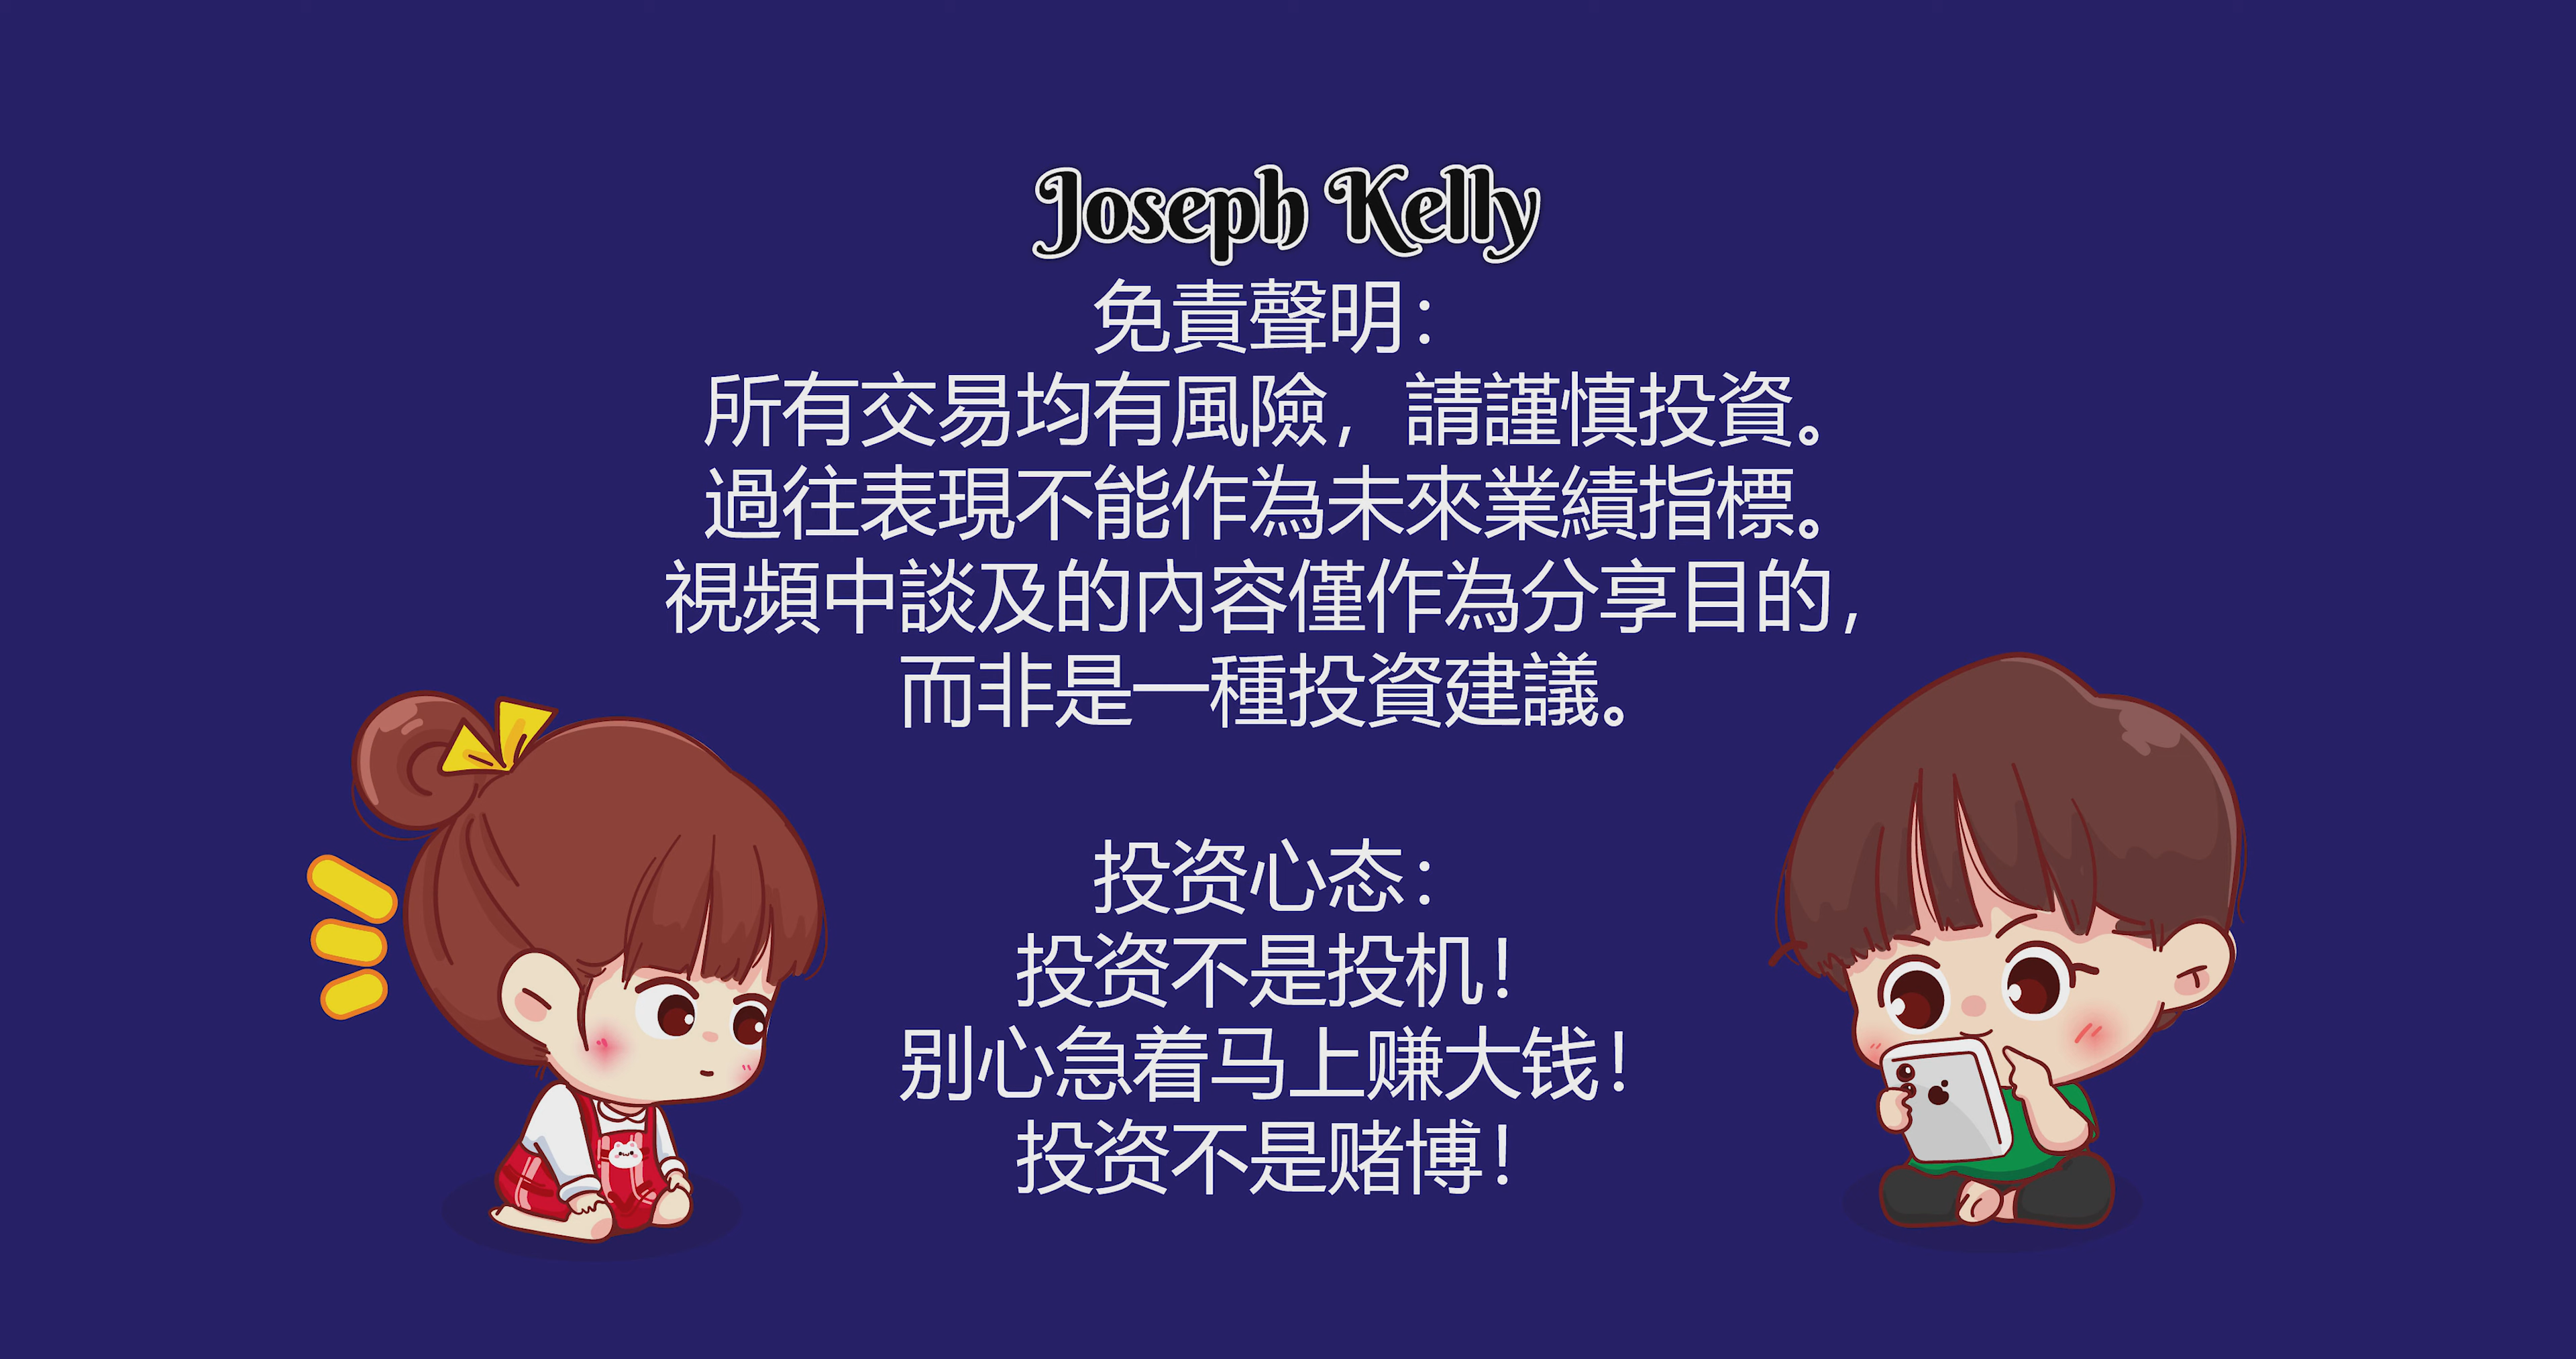 Joseph Kelly
免責聲明：
所有交易均有風險，請謹慎投資。
過往表現不能作為未來業績指標。
視頻中談及的內容僅作為分享目的，
而非是一種投資建議。
投资心态：
投资不是投机！
别心急着马上赚大钱！
投资不是赌博！